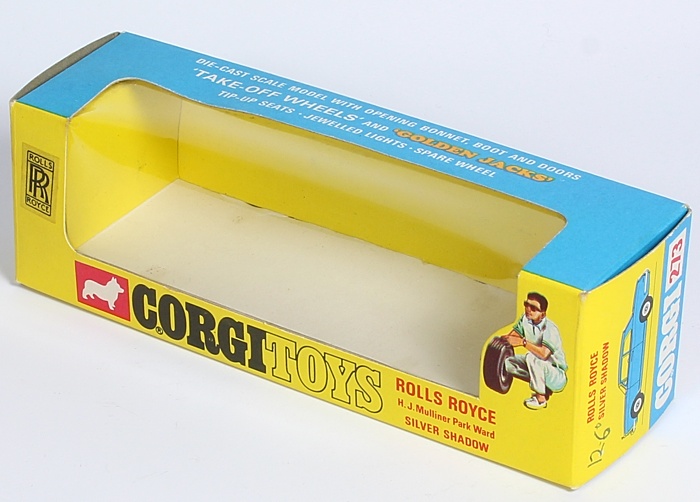 DIE-CAST SCALE MODEL WITH OPENING BONNET, BOOT AND DOORS
'TAKE-OFF WHEELS' AND 'GOLDEN JACKS'
TIP-UP SEATS · JEWELLED LIGHTS · SPARE WHEEL
ROLLS
RR
ROYCE
CORGI TOYS
®
ROLLS ROYCE
H.J. Mulliner Park Ward
SILVER SHADOW
ROLLS ROYCE
SILVER SHADOW
CORGI 273
12-6